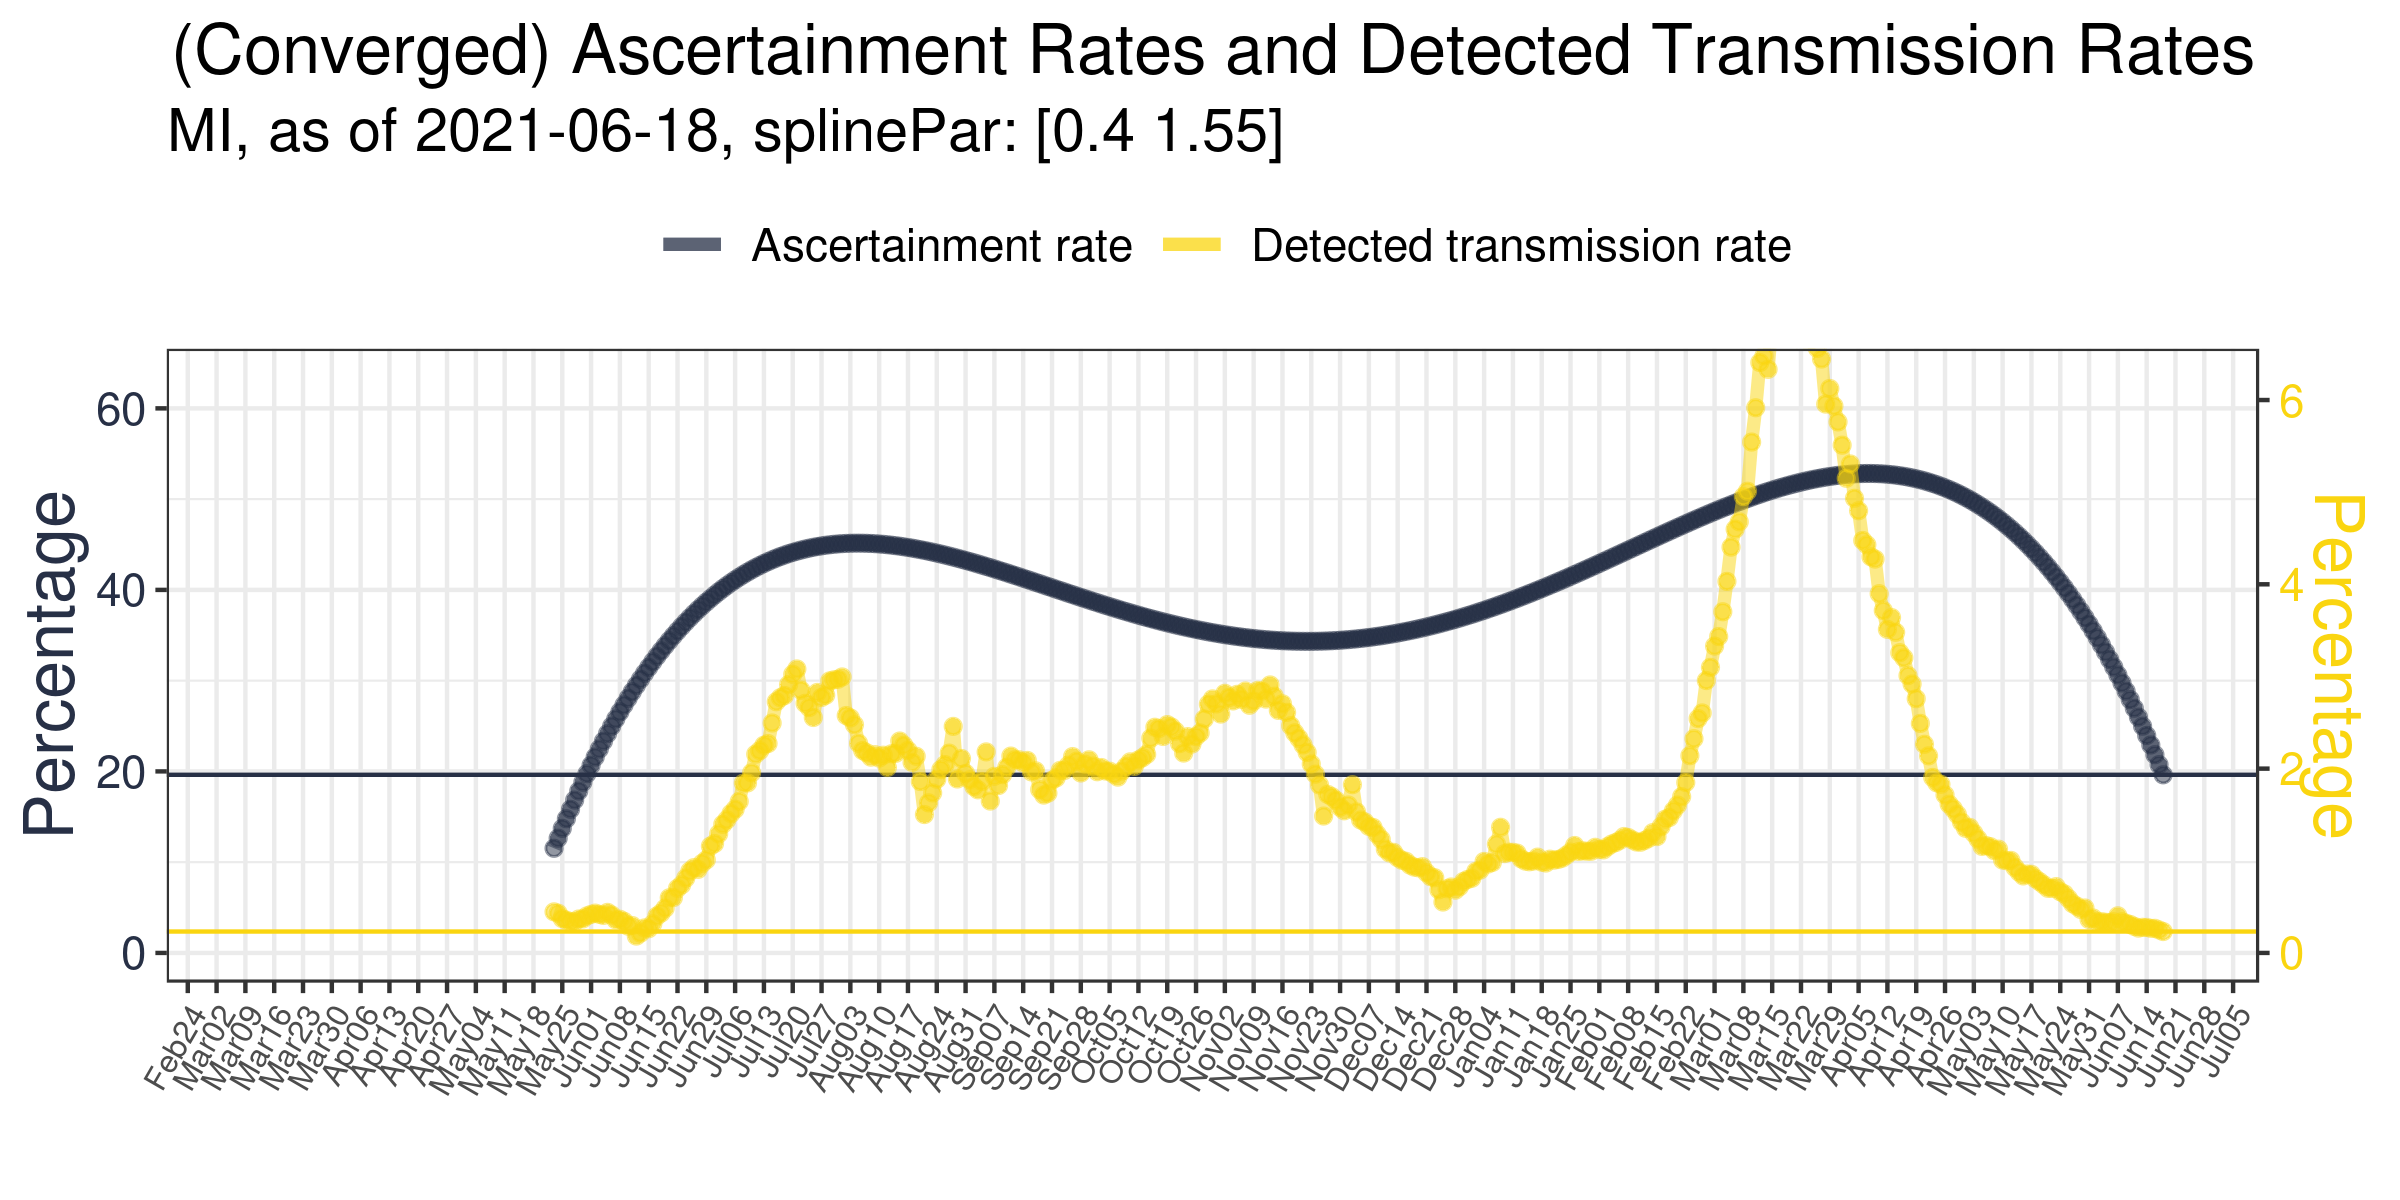 (Converged) Ascertainment Rates and Detected Transmission Rates
MI, as of 2021-06-18, splinePar: [0.4 1.55]
Ascertainment rate
Detected transmission rate
Percentage
60
40
20
0
6
4
2
0
Percentage
Feb24
Mar02
Mar09
Mar16
Mar23
Mar30
Apr06
Apr13
Apr20
Apr27
May04
May11
May18
May25
Jun01
Jun08
Jun15
Jun22
Jun29
Jul06
Jul13
Jul20
Jul27
Aug03
Aug10
Aug17
Aug24
Aug31
Sep07
Sep14
Sep21
Sep28
Oct05
Oct12
Oct19
Oct26
Nov02
Nov09
Nov16
Nov23
Nov30
Dec07
Dec14
Dec21
Dec28
Jan04
Jan11
Jan18
Jan25
Feb01
Feb08
Feb15
Feb22
Mar01
Mar08
Mar15
Mar22
Mar29
Apr05
Apr12
Apr19
Apr26
May03
May10
May17
May24
May31
Jun07
Jun14
Jun21
Jun28
Jul05